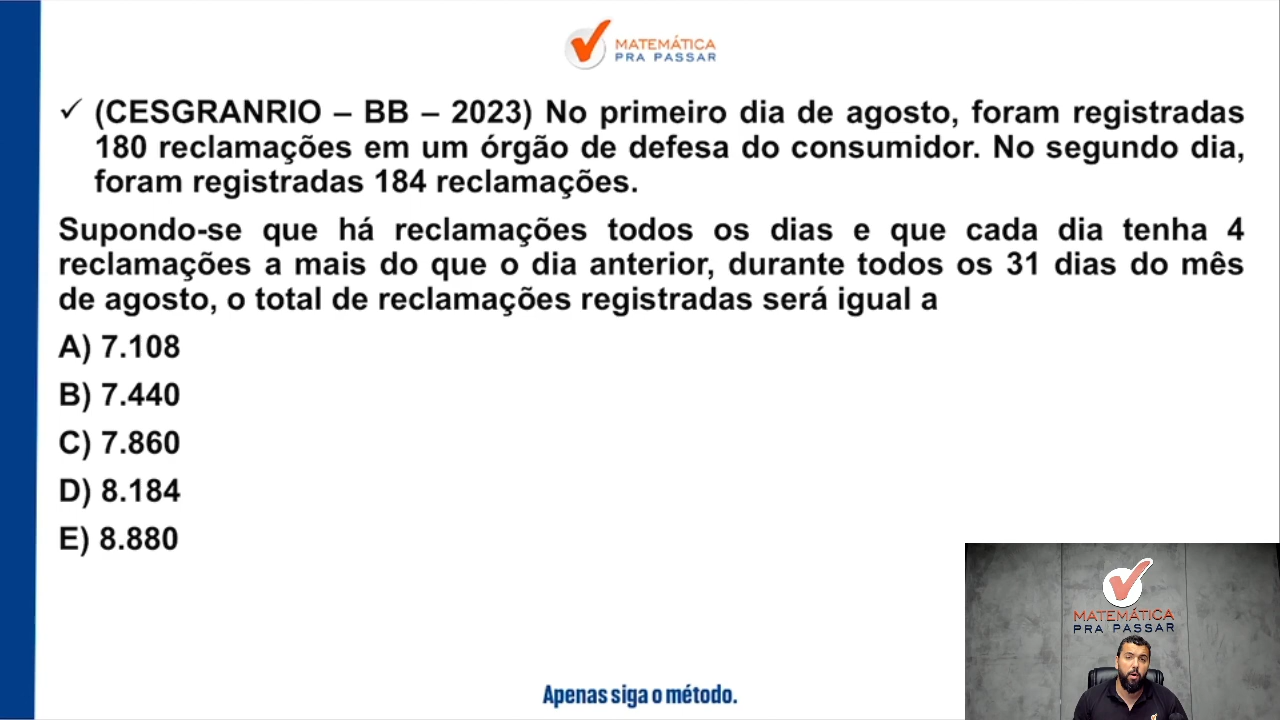 MATEMÁTICA
PRA PASSAR
✓ (CESGRANRIO – BB – 2023) No primeiro dia de agosto, foram registradas
180 reclamações em um órgão de defesa do consumidor. No segundo dia,
foram registradas 184 reclamações.
Supondo-se que há reclamações todos os dias e que cada dia tenha 4
reclamações a mais do que o dia anterior, durante todos os 31 dias do mês
de agosto, o total de reclamações registradas será igual a
A) 7.108
B) 7.440
C) 7.860
D) 8.184
E) 8.880
MATEMÁTICA
PRA PASSAR
Apenas siga o método.